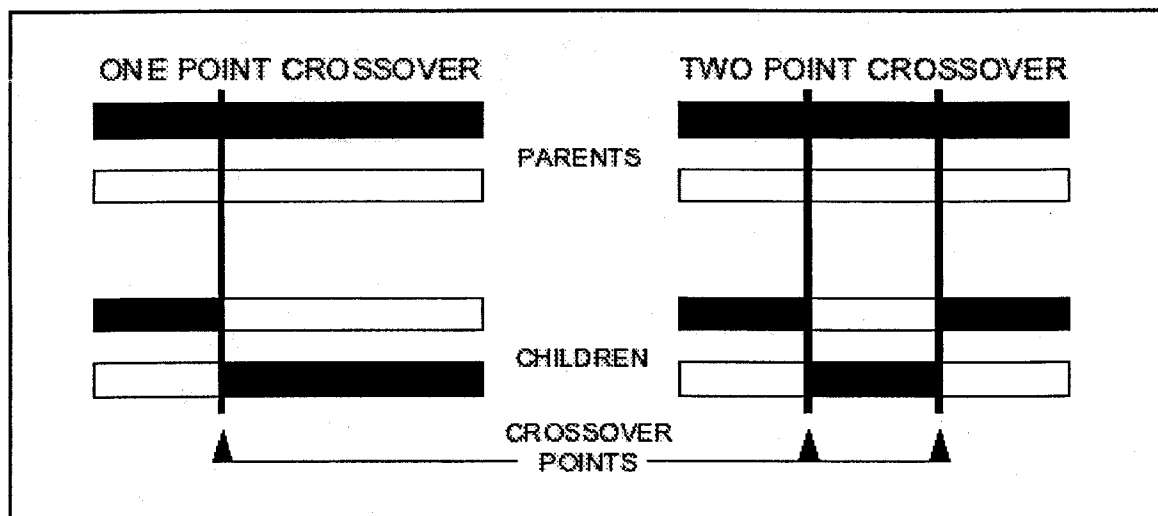 ONE POINT CROSSOVER
TWO POINT CROSSOVER
PARENTS
CHILDREN
CROSSOVER
POINTS